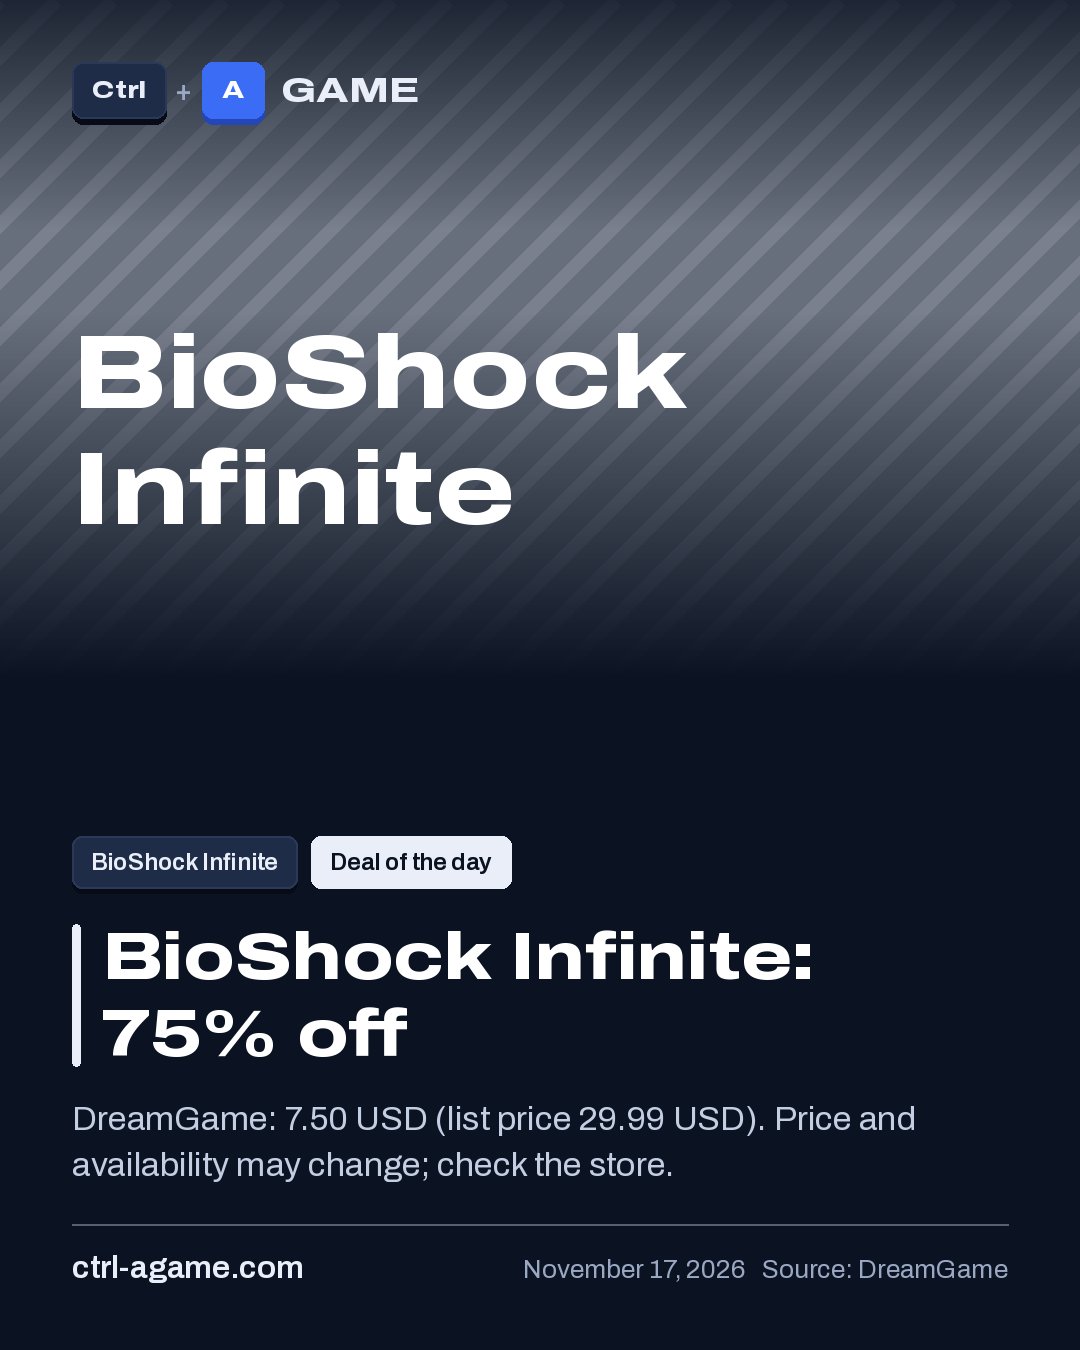 Ctrl + A GAME
BioShock
Infinite
BioShock Infinite Deal of the day
BioShock Infinite:
75% off
DreamGame: 7.50 USD (list price 29.99 USD). Price and
availability may change; check the store.
ctrl-agame.com November 17, 2026 Source: DreamGame